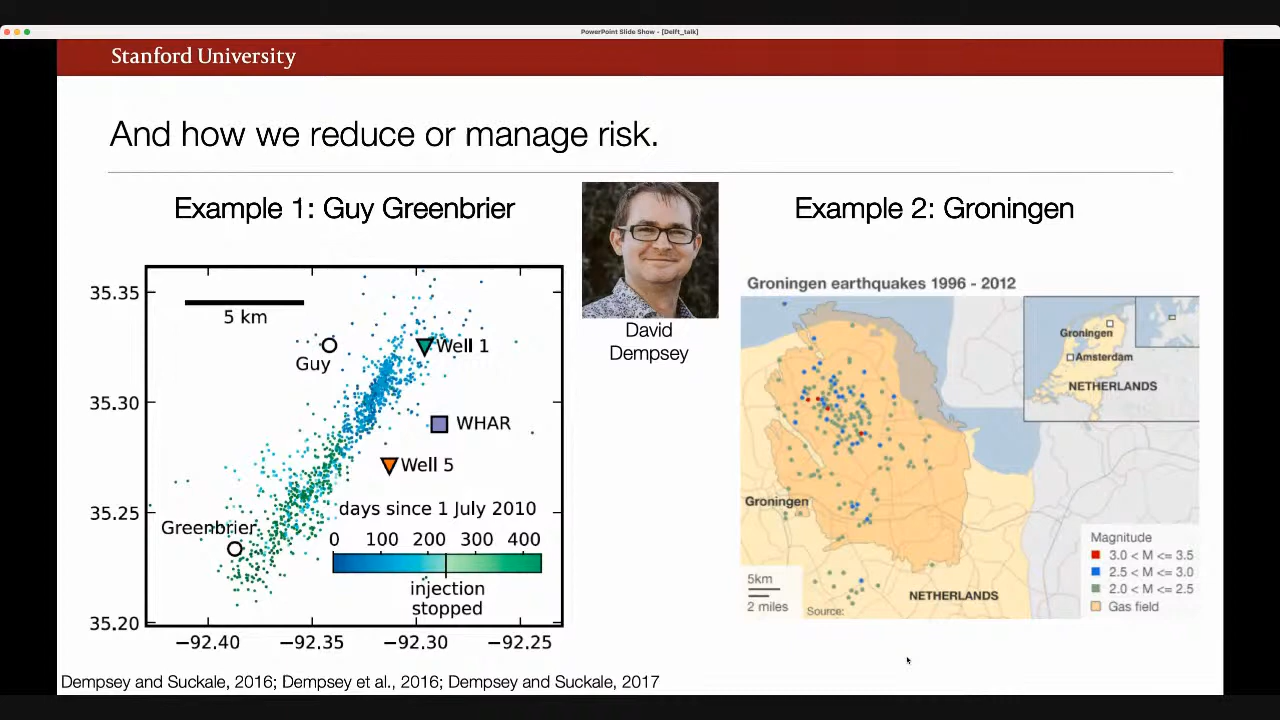 PowerPoint Slide Show - [Delft_talk]
Stanford University
And how we reduce or manage risk.
Example 1: Guy Greenbrier
35.35
35.30
35.25
35.20
5 km
Guy
Well 1
WHAR
Well 5
days since 1 July 2010
0 100 200 300 400
injection
stopped
Greenbrier
−92.40 −92.35 −92.30 −92.25
David
Dempsey
Example 2: Groningen
Groningen earthquakes 1996 - 2012
Groningen
Amsterdam
NETHERLANDS
Groningen
Magnitude
3.0 < M <= 3.5
2.5 < M <= 3.0
2.0 < M <= 2.5
Gas field
5km
2 miles
Source:
NETHERLANDS
Dempsey and Suckale, 2016; Dempsey et al., 2016; Dempsey and Suckale, 2017